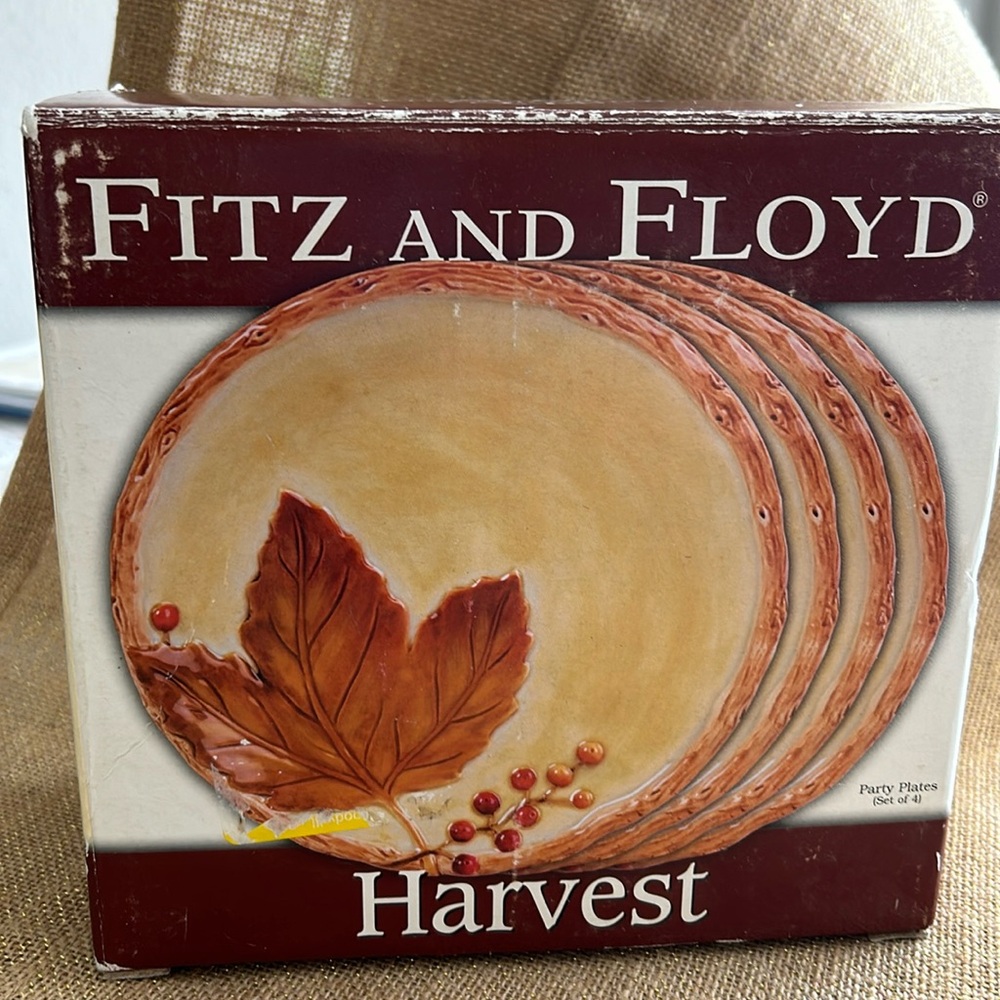 FITZ AND FLOYD®
Party Plates
(Set of 4)
Harvest